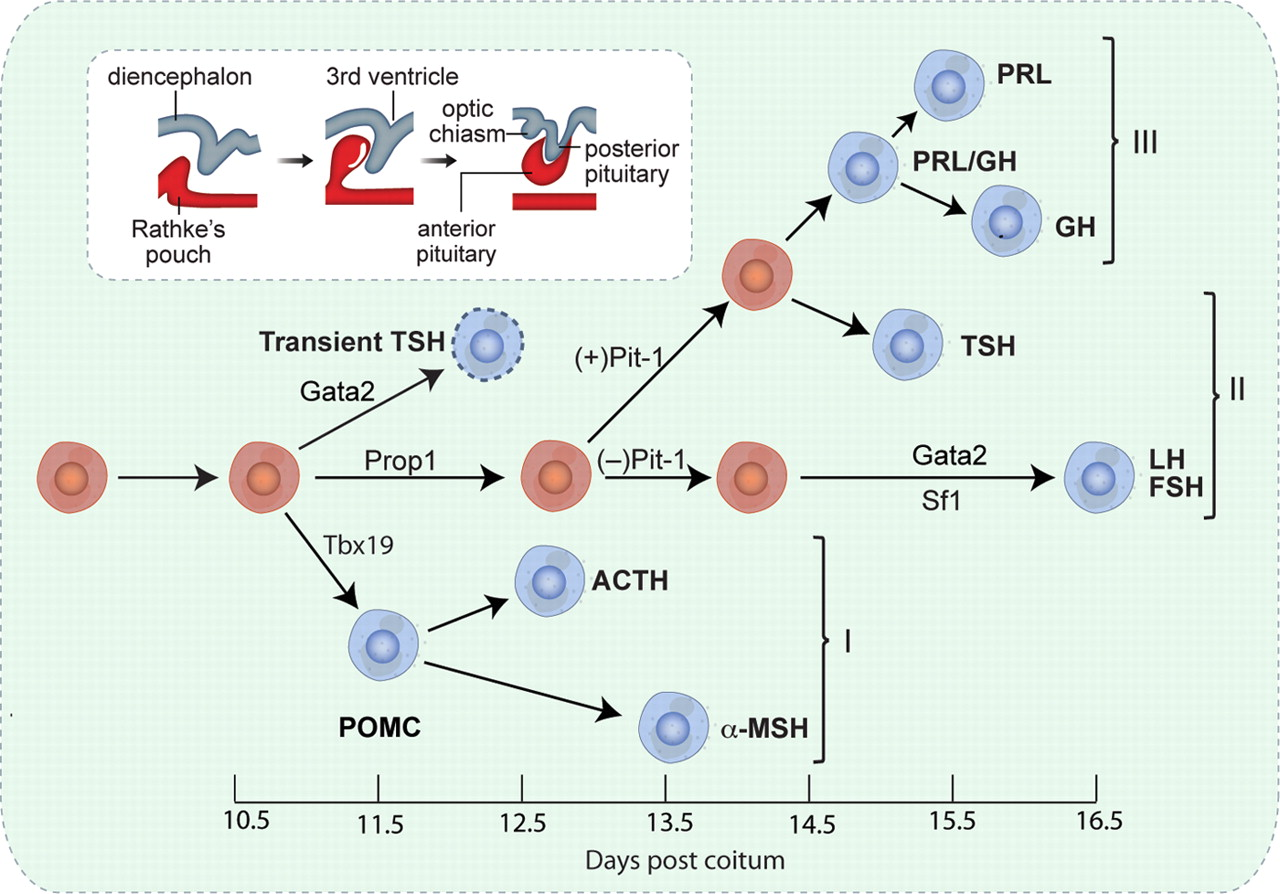 diencephalon
3rd ventricle
optic
chiasm
posterior
pituitary
Rathke’s
pouch
anterior
pituitary
PRL
PRL/GH
GH
III
Transient TSH
Gata2
(+)Pit-1
TSH
II
Prop1
(–)Pit-1
Gata2
Sf1
LH
FSH
Tbx19
ACTH
I
POMC
α-MSH
10.5
11.5
12.5
13.5
14.5
15.5
16.5
Days post coitum